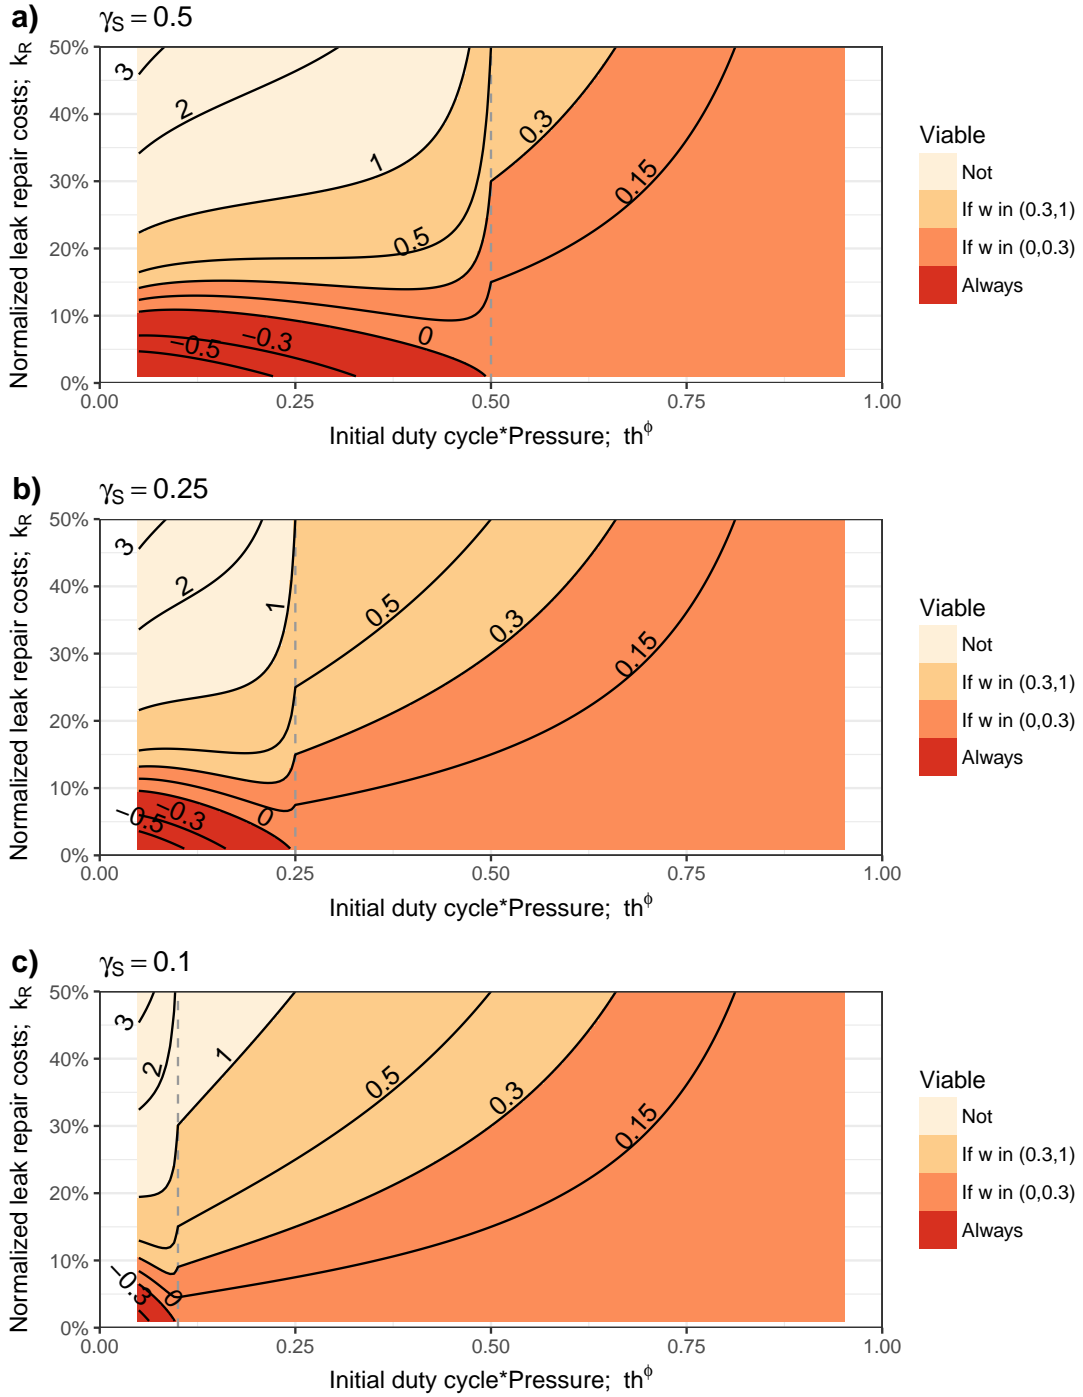 a)
γS = 0.5
Normalized leak repair costs; kR
50%
40%
30%
20%
10%
0%
3
2
1
0.5
0.3
0.15
0
−0.3
−0.5
0.00 0.25 0.50 0.75 1.00
Initial duty cycle*Pressure; th^ϕ
Viable
Not
If w in (0.3,1)
If w in (0,0.3)
Always
b)
γS = 0.25
Normalized leak repair costs; kR
50%
40%
30%
20%
10%
0%
3
2
1
0.5
0.3
0.15
0
−0.3
−0.5
0.00 0.25 0.50 0.75 1.00
Initial duty cycle*Pressure; th^ϕ
Viable
Not
If w in (0.3,1)
If w in (0,0.3)
Always
c)
γS = 0.1
Normalized leak repair costs; kR
50%
40%
30%
20%
10%
0%
3
2
1
0.5
0.3
0.15
0
−0.3
0.00 0.25 0.50 0.75 1.00
Initial duty cycle*Pressure; th^ϕ
Viable
Not
If w in (0.3,1)
If w in (0,0.3)
Always